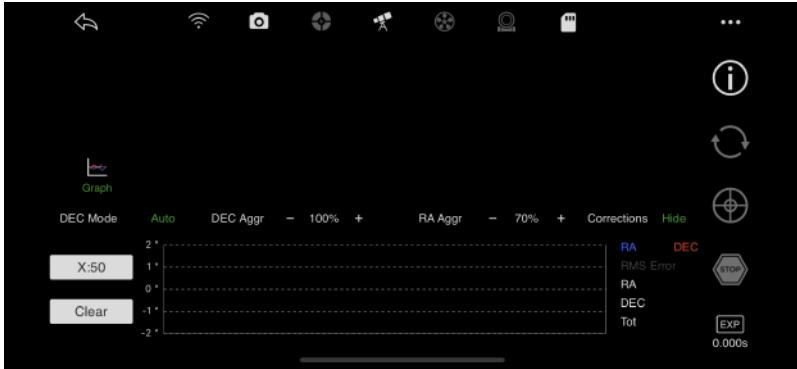 Graph
DEC Mode Auto DEC Aggr - 100% + RA Aggr - 70% + Corrections Hide
X:50
Clear
2 "
1 "
0 "
-1 "
-2 "
RA DEC
RMS Error
RA
DEC
Tot
STOP
EXP
0.000s